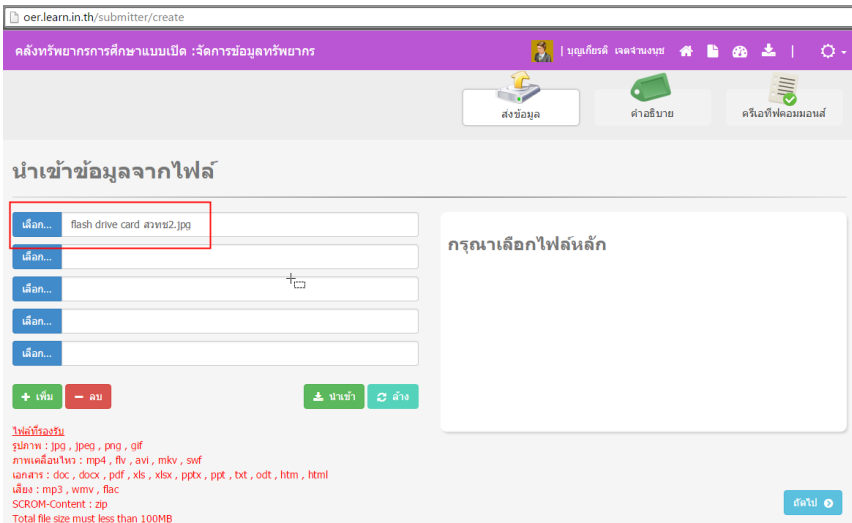 oer.learn.in.th/submitter/create
คลังทรัพยากรการศึกษาแบบเปิด :จัดการข้อมูลทรัพยากร
| บุญเกียรติ เจตจำนงนุช
|
ส่งข้อมูล
คำอธิบาย
ครีเอทีฟคอมมอนส์
นำเข้าข้อมูลจากไฟล์
เลือก... flash drive card สวทช2.jpg
กรุณาเลือกไฟล์หลัก
เลือก...
เลือก...
เลือก...
เลือก...
+ เพิ่ม
− ลบ
นำเข้า
ล้าง
ไฟล์ที่รองรับ
รูปภาพ : jpg , jpeg , png , gif
ภาพเคลื่อนไหว : mp4 , flv , avi , mkv , swf
เอกสาร : doc , docx , pdf , xls , xlsx , pptx , ppt , txt , odt , htm , html
เสียง : mp3 , wmv , flac
SCROM-Content : zip
Total file size must less than 100MB
ถัดไป